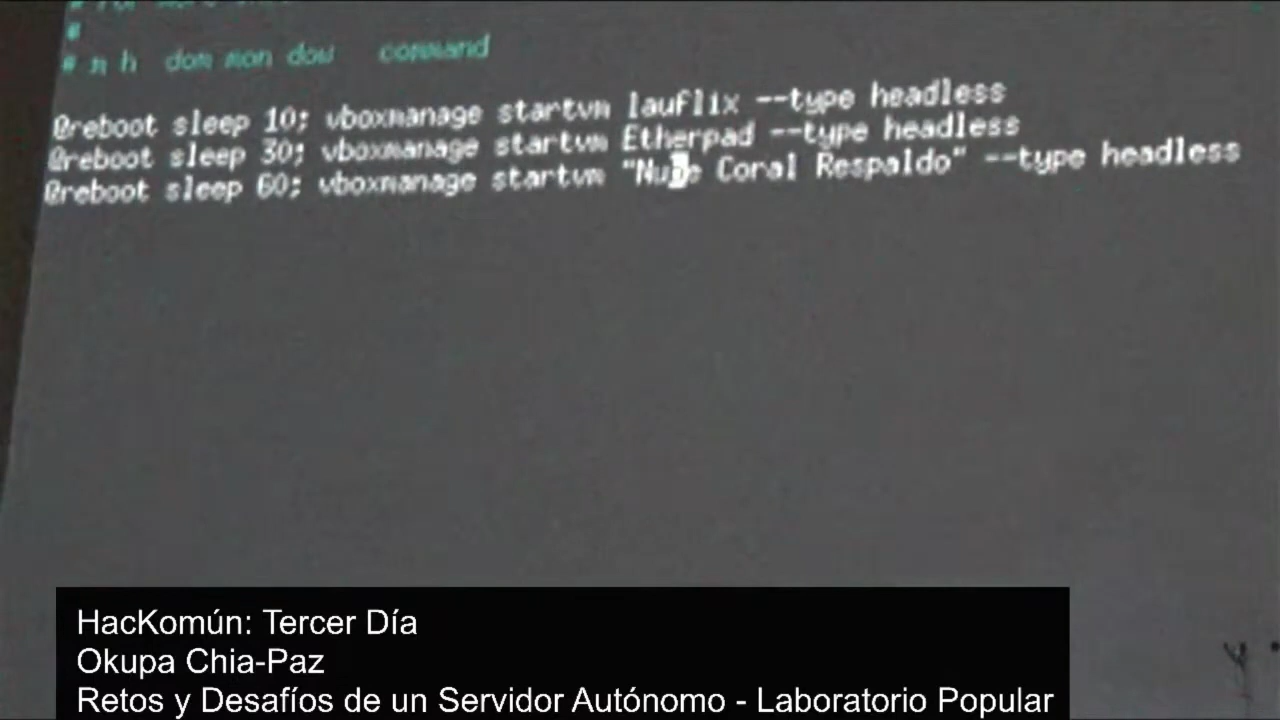 #
# m h dom mon dow command
@reboot sleep 10; vboxmanage startvm lauflix --type headless
@reboot sleep 30; vboxmanage startvm Etherpad --type headless
@reboot sleep 60; vboxmanage startvm "Nube Coral Respaldo" --type headless
HacKomún: Tercer Día
Okupa Chia-Paz
Retos y Desafíos de un Servidor Autónomo - Laboratorio Popular